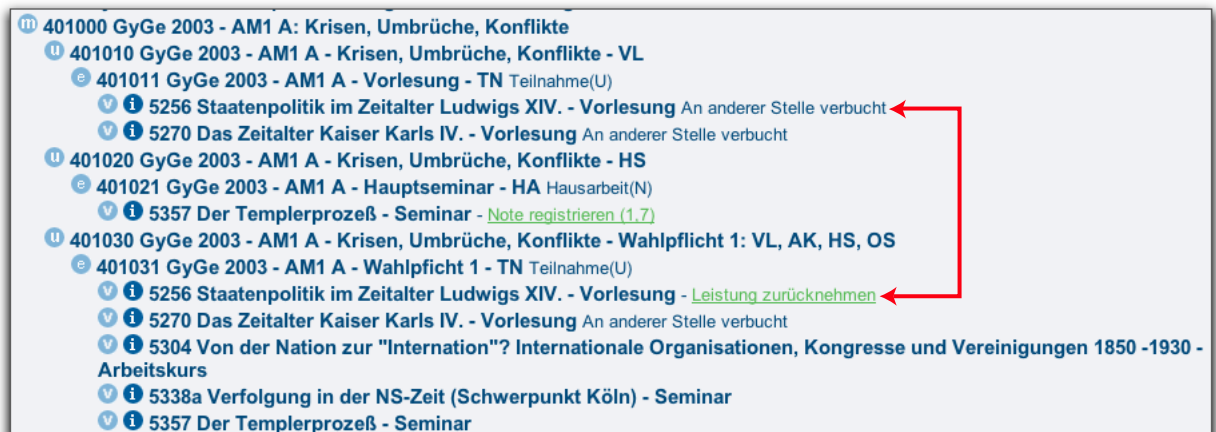 m 401000 GyGe 2003 - AM1 A: Krisen, Umbrüche, Konflikte
u 401010 GyGe 2003 - AM1 A - Krisen, Umbrüche, Konflikte - VL
e 401011 GyGe 2003 - AM1 A - Vorlesung - TN Teilnahme(U)
v i 5256 Staatenpolitik im Zeitalter Ludwigs XIV. - Vorlesung An anderer Stelle verbucht
v i 5270 Das Zeitalter Kaiser Karls IV. - Vorlesung An anderer Stelle verbucht
u 401020 GyGe 2003 - AM1 A - Krisen, Umbrüche, Konflikte - HS
e 401021 GyGe 2003 - AM1 A - Hauptseminar - HA Hausarbeit(N)
v i 5357 Der Templerprozeß - Seminar - Note registrieren (1,7)
u 401030 GyGe 2003 - AM1 A - Krisen, Umbrüche, Konflikte - Wahlpflicht 1: VL, AK, HS, OS
e 401031 GyGe 2003 - AM1 A - Wahlpficht 1 - TN Teilnahme(U)
v i 5256 Staatenpolitik im Zeitalter Ludwigs XIV. - Vorlesung - Leistung zurücknehmen
v i 5270 Das Zeitalter Kaiser Karls IV. - Vorlesung An anderer Stelle verbucht
v i 5304 Von der Nation zur "Internation"? Internationale Organisationen, Kongresse und Vereinigungen 1850 -1930 -
Arbeitskurs
v i 5338a Verfolgung in der NS-Zeit (Schwerpunkt Köln) - Seminar
v i 5357 Der Templerprozeß - Seminar